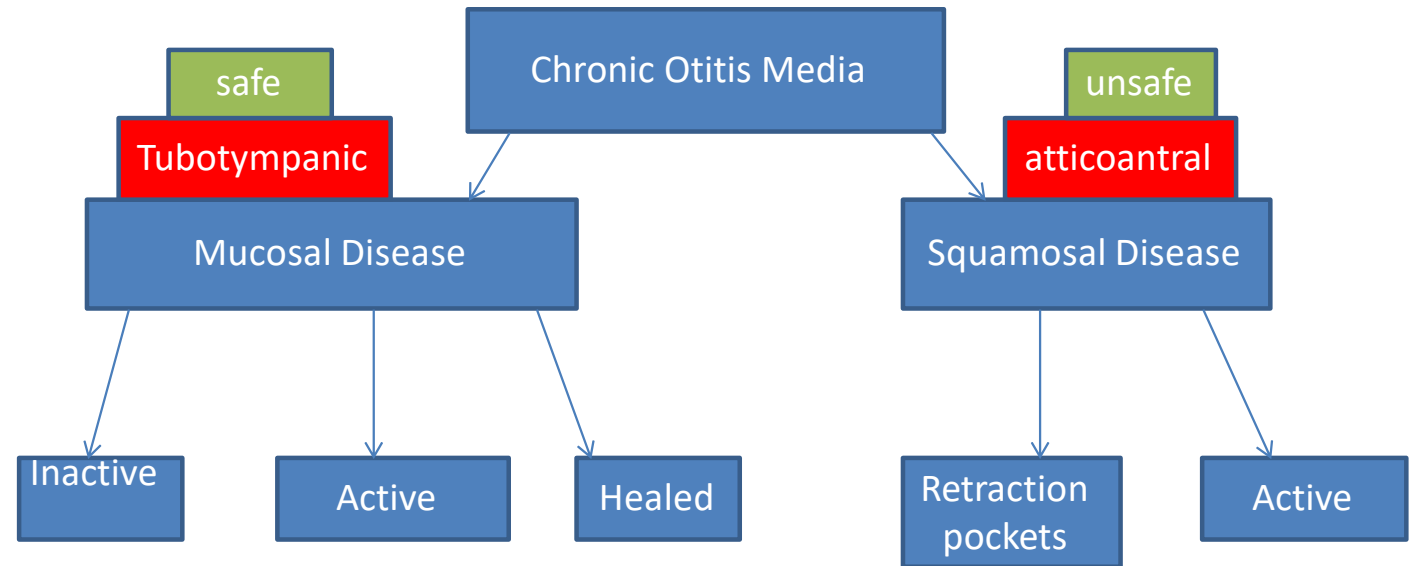 Chronic Otitis Media
safe
Tubotympanic
Mucosal Disease
unsafe
atticoantral
Squamosal Disease
Inactive
Active
Healed
Retraction
pockets
Active